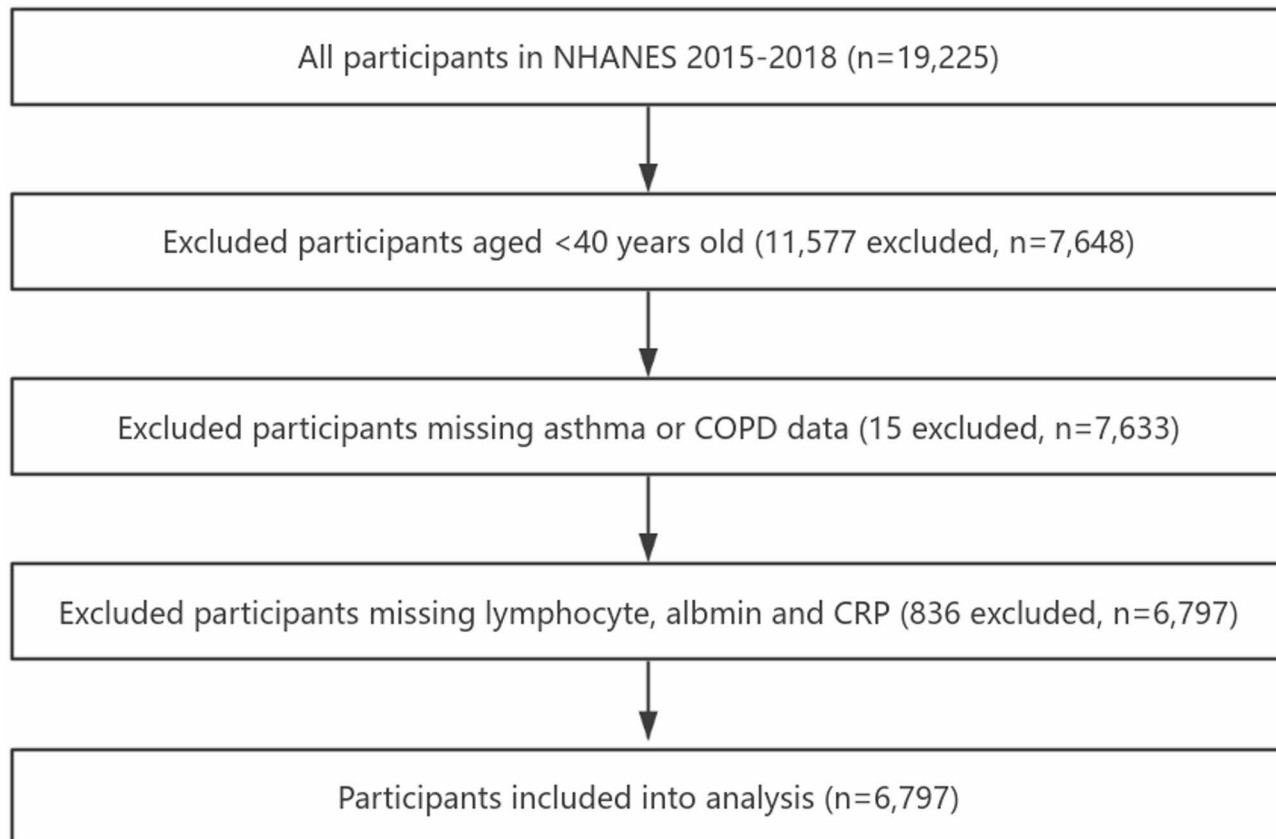 All participants in NHANES 2015-2018 (n=19,225)
Excluded participants aged <40 years old (11,577 excluded, n=7,648)
Excluded participants missing asthma or COPD data (15 excluded, n=7,633)
Excluded participants missing lymphocyte, albmin and CRP (836 excluded, n=6,797)
Participants included into analysis (n=6,797)